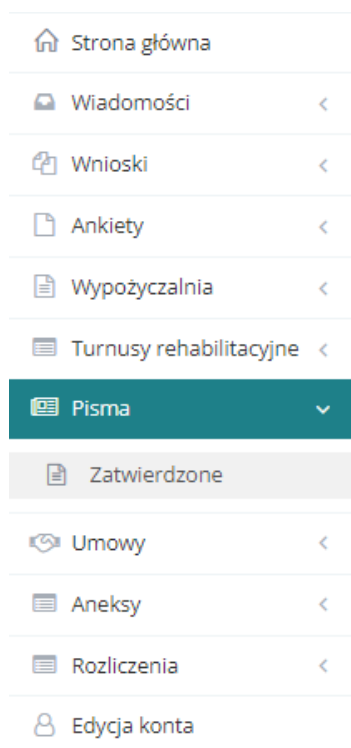 Strona główna
Wiadomości
Wnioski
Ankiety
Wypożyczalnia
Turnusy rehabilitacyjne
Pisma
Zatwierdzone
Umowy
Aneksy
Rozliczenia
Edycja konta